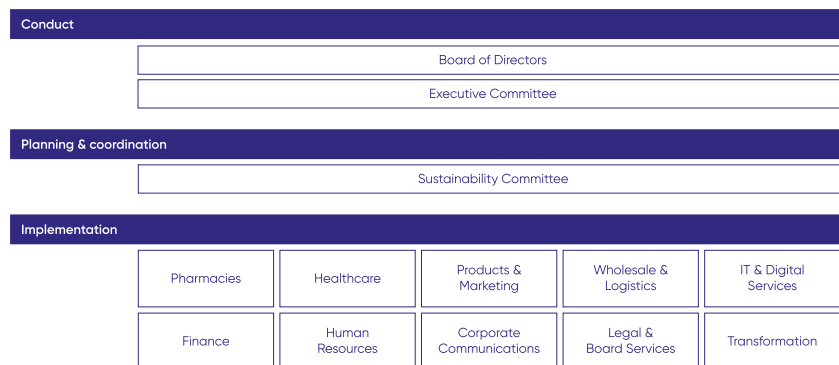 Conduct
Board of Directors
Executive Committee
Planning & coordination
Sustainability Committee
Implementation
Pharmacies
Healthcare
Products &
Marketing
Wholesale &
Logistics
IT & Digital
Services
Finance
Human
Resources
Corporate
Communications
Legal &
Board Services
Transformation